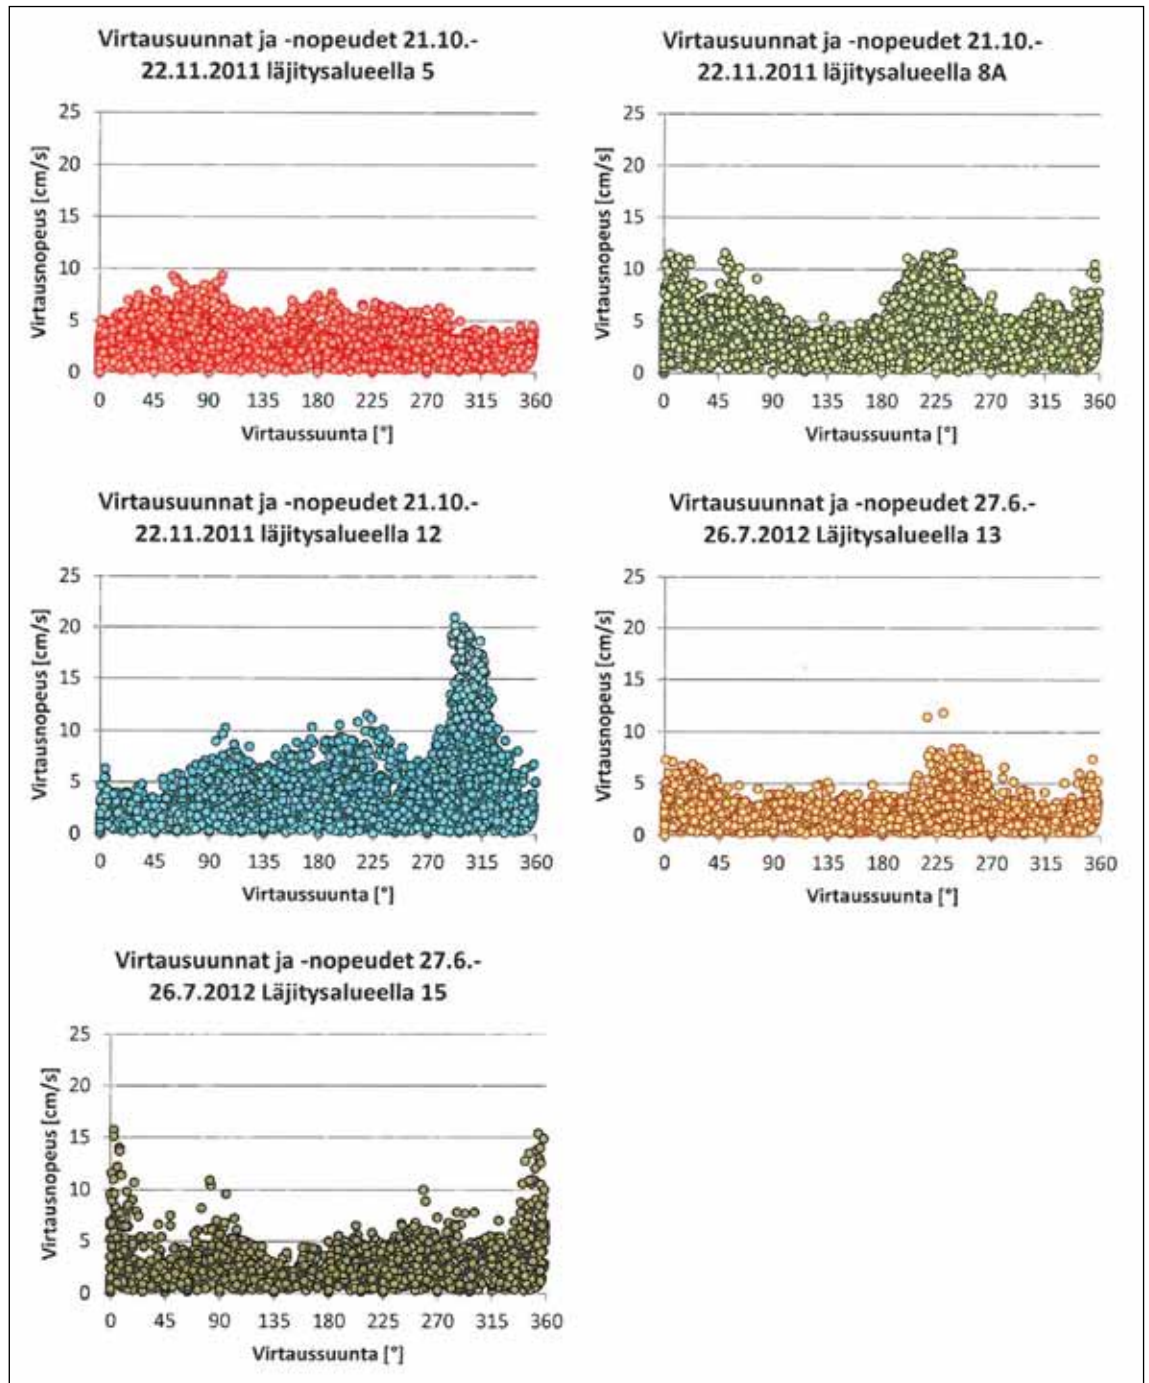 Virtausuunnat ja -nopeudet 21.10.-
22.11.2011 läjitysalueella 5
25
20
15
10
5
0
Virtausnopeus [cm/s]
0 45 90 135 180 225 270 315 360
Virtaussuunta [°]
Virtausuunnat ja -nopeudet 21.10.-
22.11.2011 läjitysalueella 8A
25
20
15
10
5
0
Virtausnopeus [cm/s]
0 45 90 135 180 225 270 315 360
Virtaussuunta [°]
Virtausuunnat ja -nopeudet 21.10.-
22.11.2011 läjitysalueella 12
25
20
15
10
5
0
Virtausnopeus [cm/s]
0 45 90 135 180 225 270 315 360
Virtaussuunta [°]
Virtausuunnat ja -nopeudet 27.6.-
26.7.2012 Läjitysalueella 13
25
20
15
10
5
0
Virtausnopeus [cm/s]
0 45 90 135 180 225 270 315 360
Virtaussuunta [°]
Virtausuunnat ja -nopeudet 27.6.-
26.7.2012 Läjitysalueella 15
25
20
15
10
5
0
Virtausnopeus [cm/s]
0 45 90 135 180 225 270 315 360
Virtaussuunta [°]